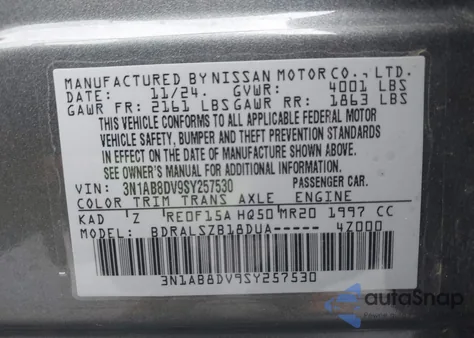 MANUFACTURED BY NISSAN MOTOR CO., LTD.
DATE: 11/24. GVWR: 4001 LBS
GAWR FR: 2161 LBS GAWR RR: 1863 LBS
THIS VEHICLE CONFORMS TO ALL APPLICABLE FEDERAL MOTOR
VEHICLE SAFETY, BUMPER AND THEFT PREVENTION STANDARDS
IN EFFECT ON THE DATE OF MANUFACTURE SHOWN ABOVE.
SEE OWNER'S MANUAL FOR ADDITIONAL INFORMATION
VIN: 3N1AB8DV9SY257530 PASSENGER CAR.
COLOR TRIM TRANS AXLE ENGINE
KAD Z RE0F15A HQ50 MR20 1997 CC
MODEL: BDRALSZB18DUA----- 4Z000
3N1AB8DV9SY257530
autoSnap